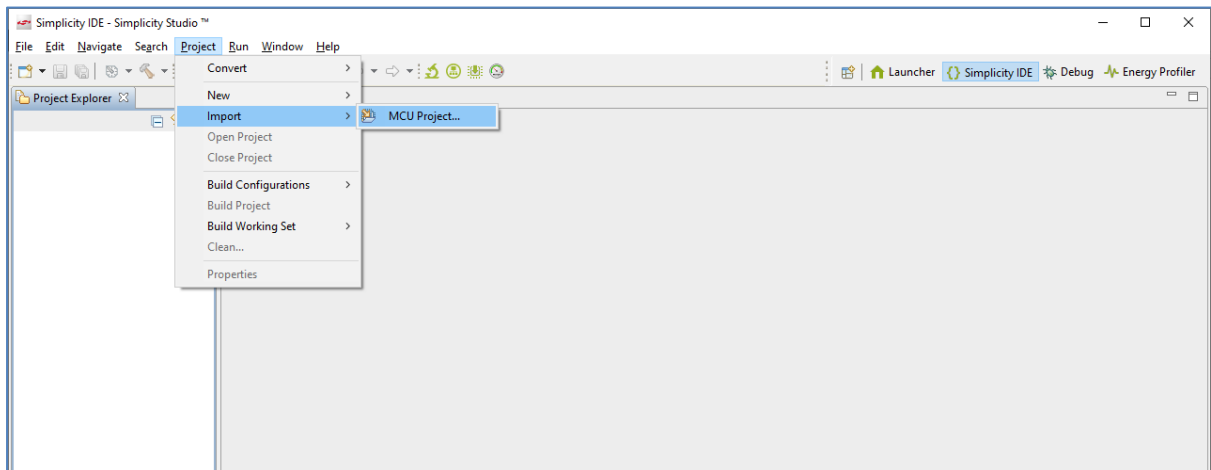 Simplicity IDE - Simplicity Studio ™
File Edit Navigate Search Project Run Window Help
Launcher Simplicity IDE Debug Energy Profiler
Project Explorer
Convert
New
Import
MCU Project...
Open Project
Close Project
Build Configurations
Build Project
Build Working Set
Clean...
Properties